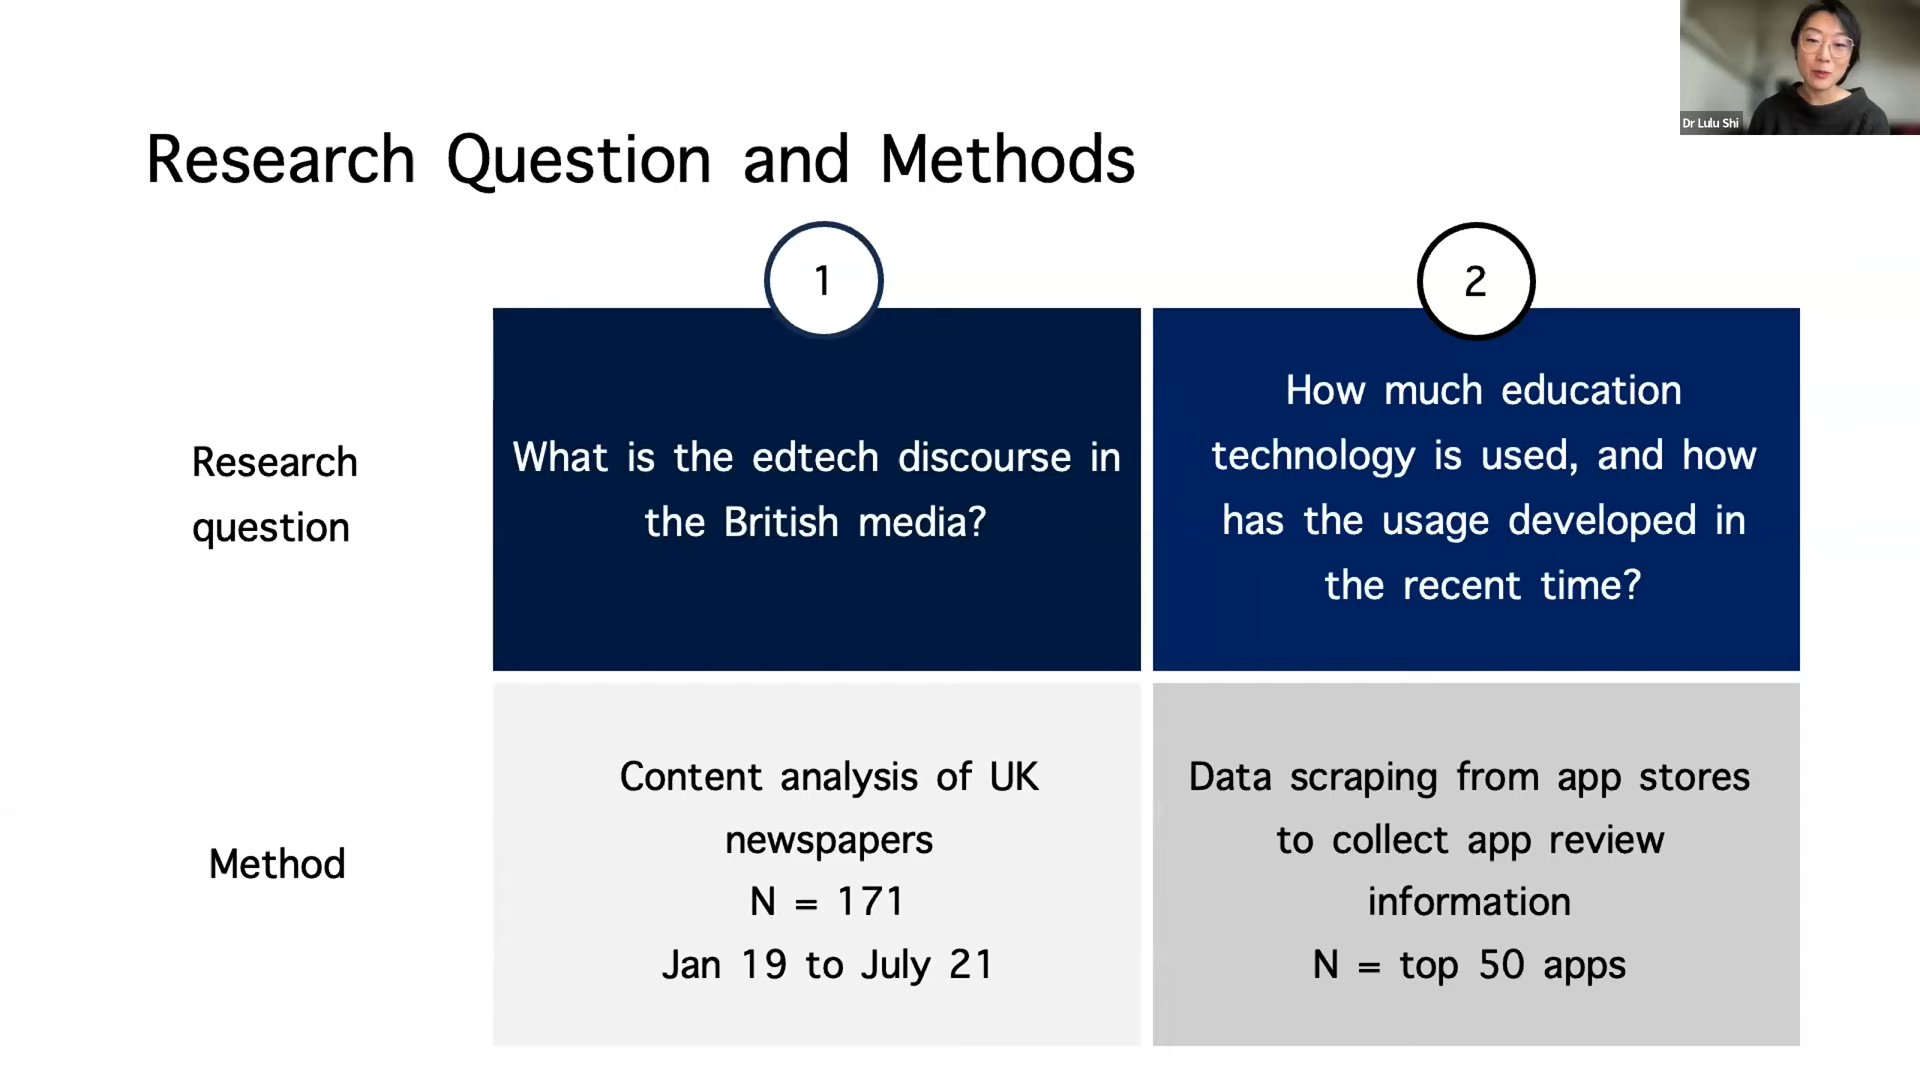 Dr Lulu Shi
Research Question and Methods
1
2
Research
question
What is the edtech discourse in
the British media?
How much education
technology is used, and how
has the usage developed in
the recent time?
Method
Content analysis of UK
newspapers
N = 171
Jan 19 to July 21
Data scraping from app stores
to collect app review
information
N = top 50 apps